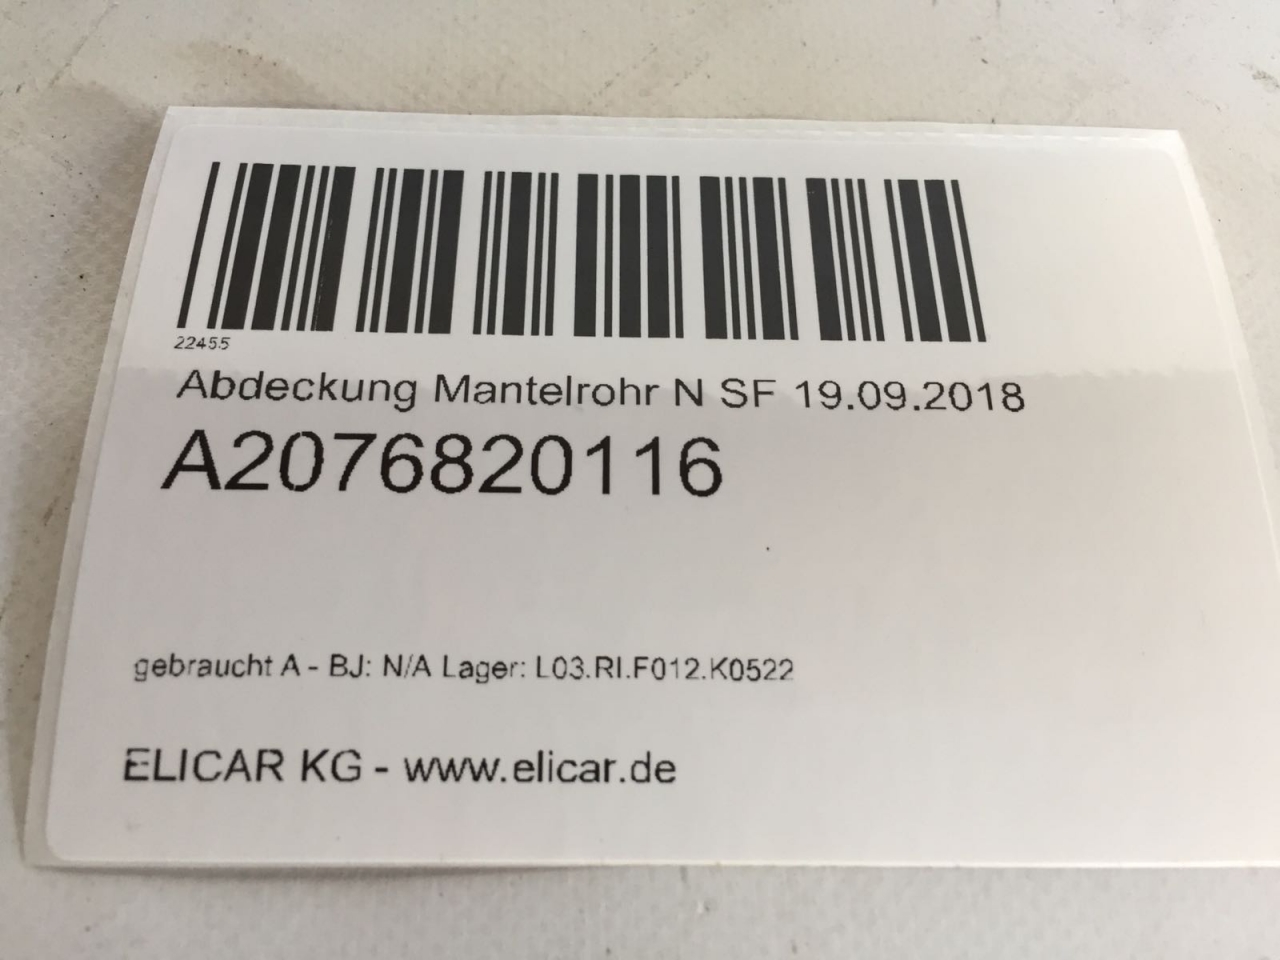 22455
Abdeckung Mantelrohr N SF 19.09.2018
A2076820116
gebraucht A - BJ: N/A Lager: L03.RI.F012.K0522
ELICAR KG - www.elicar.de